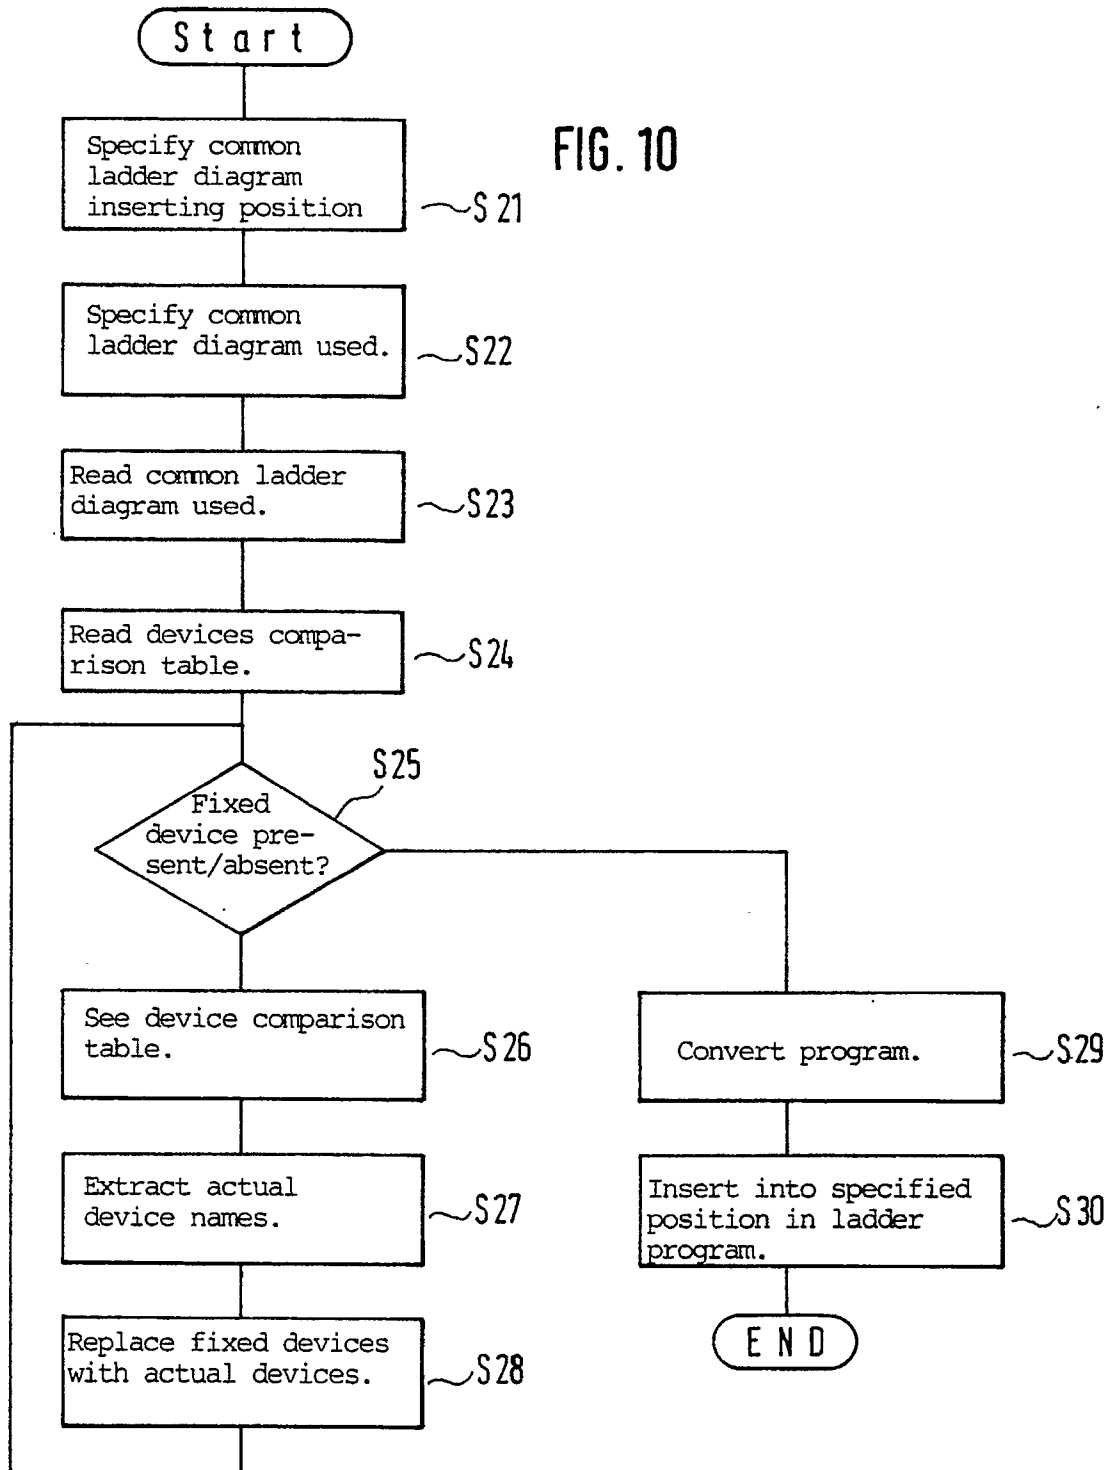 Start
FIG. 10
Specify common
ladder diagram
inserting position
S21
Specify common
ladder diagram used.
S22
Read common ladder
diagram used.
S23
Read devices compa-
rison table.
S24
S25
Fixed
device pre-
sent/absent?
See device comparison
table.
S26
Extract actual
device names.
S27
Replace fixed devices
with actual devices.
S28
Convert program.
S29
Insert into specified
position in ladder
program.
S30
END